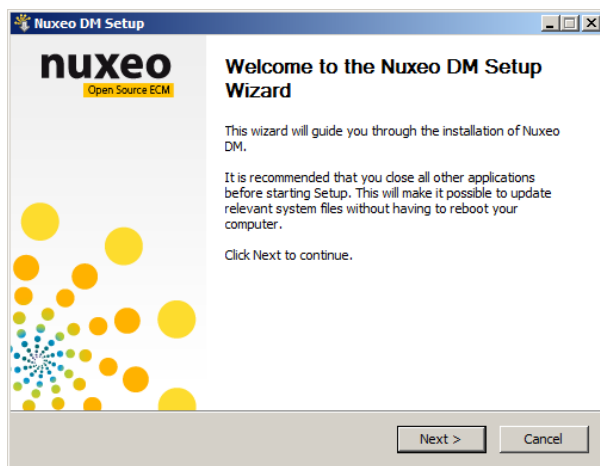 Nuxeo DM Setup
nuxeo
Open Source ECM
Welcome to the Nuxeo DM Setup
Wizard
This wizard will guide you through the installation of Nuxeo
DM.
It is recommended that you close all other applications
before starting Setup. This will make it possible to update
relevant system files without having to reboot your
computer.
Click Next to continue.
Next >
Cancel